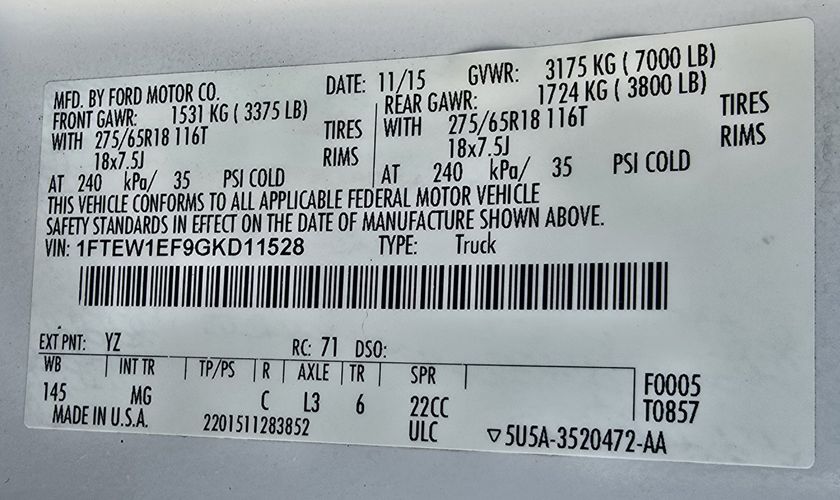 MFD. BY FORD MOTOR CO. DATE: 11/15 GVWR: 3175 KG ( 7000 LB)
FRONT GAWR: 1531 KG ( 3375 LB) REAR GAWR: 1724 KG ( 3800 LB)
WITH 275/65R18 116T TIRES WITH 275/65R18 116T TIRES
18x7.5J RIMS 18x7.5J RIMS
AT 240 kPa/ 35 PSI COLD AT 240 kPa/ 35 PSI COLD
THIS VEHICLE CONFORMS TO ALL APPLICABLE FEDERAL MOTOR VEHICLE
SAFETY STANDARDS IN EFFECT ON THE DATE OF MANUFACTURE SHOWN ABOVE.
VIN: 1FTEW1EF9GKD11528 TYPE: Truck
EXT PNT: YZ RC: 71 DSO:
WB INT TR TP/PS R AXLE TR SPR F0005
145 MG C L3 6 22CC T0857
MADE IN U.S.A. 2201511283852 ULC ▽5U5A-3520472-AA